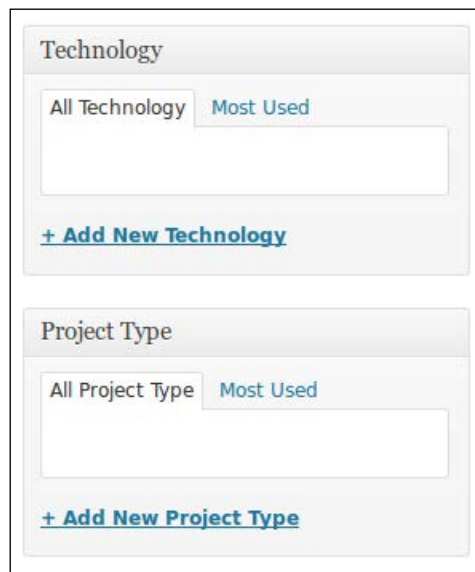 Technology
All Technology Most Used
+ Add New Technology
Project Type
All Project Type Most Used
+ Add New Project Type